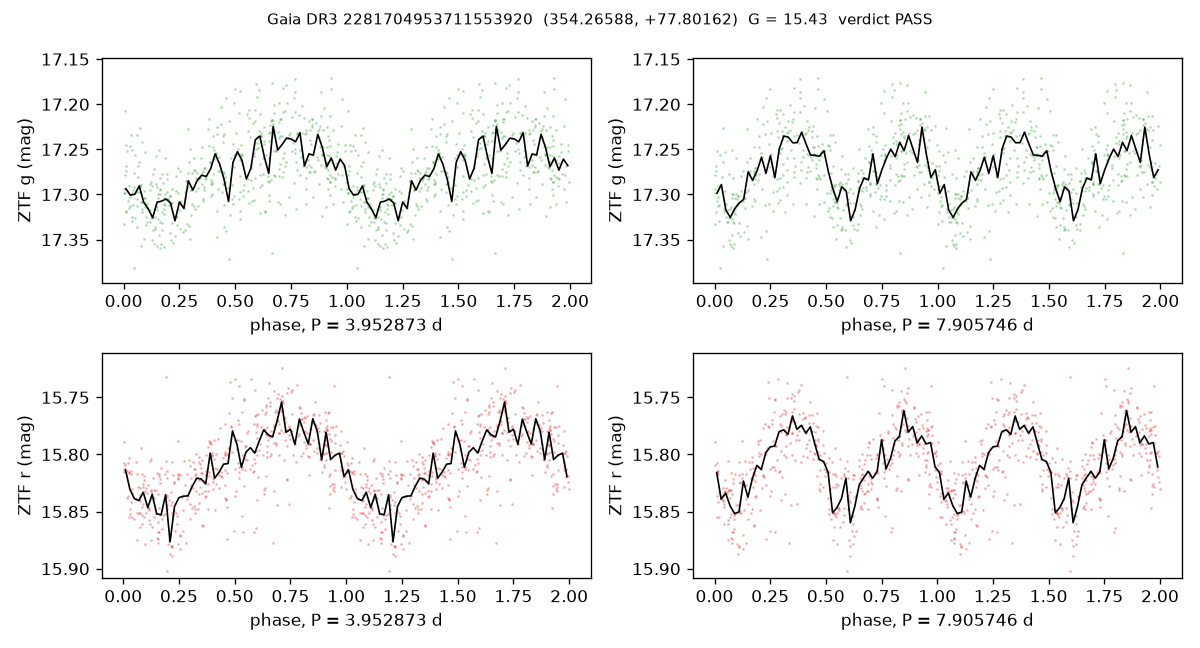 Gaia DR3 2281704953711553920 (354.26588, +77.80162) G = 15.43 verdict PASS
17.15
17.20
17.25
17.30
17.35
ZTF g (mag)
0.00 0.25 0.50 0.75 1.00 1.25 1.50 1.75 2.00
phase, P = 3.952873 d
17.15
17.20
17.25
17.30
17.35
ZTF g (mag)
0.00 0.25 0.50 0.75 1.00 1.25 1.50 1.75 2.00
phase, P = 7.905746 d
15.75
15.80
15.85
15.90
ZTF r (mag)
0.00 0.25 0.50 0.75 1.00 1.25 1.50 1.75 2.00
phase, P = 3.952873 d
15.75
15.80
15.85
15.90
ZTF r (mag)
0.00 0.25 0.50 0.75 1.00 1.25 1.50 1.75 2.00
phase, P = 7.905746 d